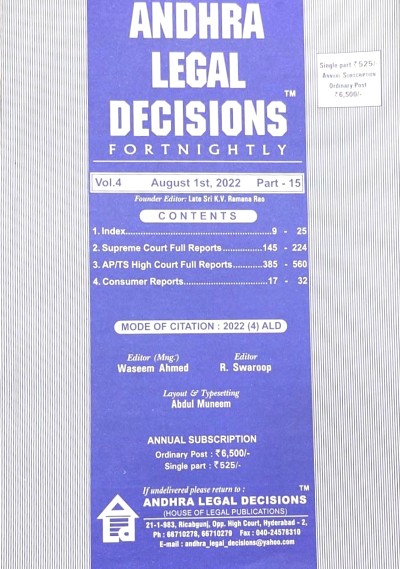 ANDHRA
LEGAL
DECISIONS™
FORTNIGHTLY
Single part ₹525/
Annual Subscription
Ordinary Post
₹6,500/-
Vol.4 August 1st, 2022 Part - 15
Founder Editor: Late Sri K.V. Ramana Rao
CONTENTS
1. Index...............................................9 - 25
2. Supreme Court Full Reports............145 - 224
3. AP/TS High Court Full Reports............385 - 560
4. Consumer Reports............................17 - 32
MODE OF CITATION : 2022 (4) ALD
Editor (Mng:) Editor
Waseem Ahmed R. Swaroop
Layout & Typesetting
Abdul Muneem
ANNUAL SUBSCRIPTION
Ordinary Post : ₹6,500/-
Single part : ₹525/-
If undelivered please return to :
ANDHRA LEGAL DECISIONS™
(HOUSE OF LEGAL PUBLICATIONS)
21-1-983, Ricabgunj, Opp. High Court, Hyderabad - 2,
Ph : 66710278, 66710279 Fax : 040-24578310
E-mail : andhra_legal_decisions@yahoo.com